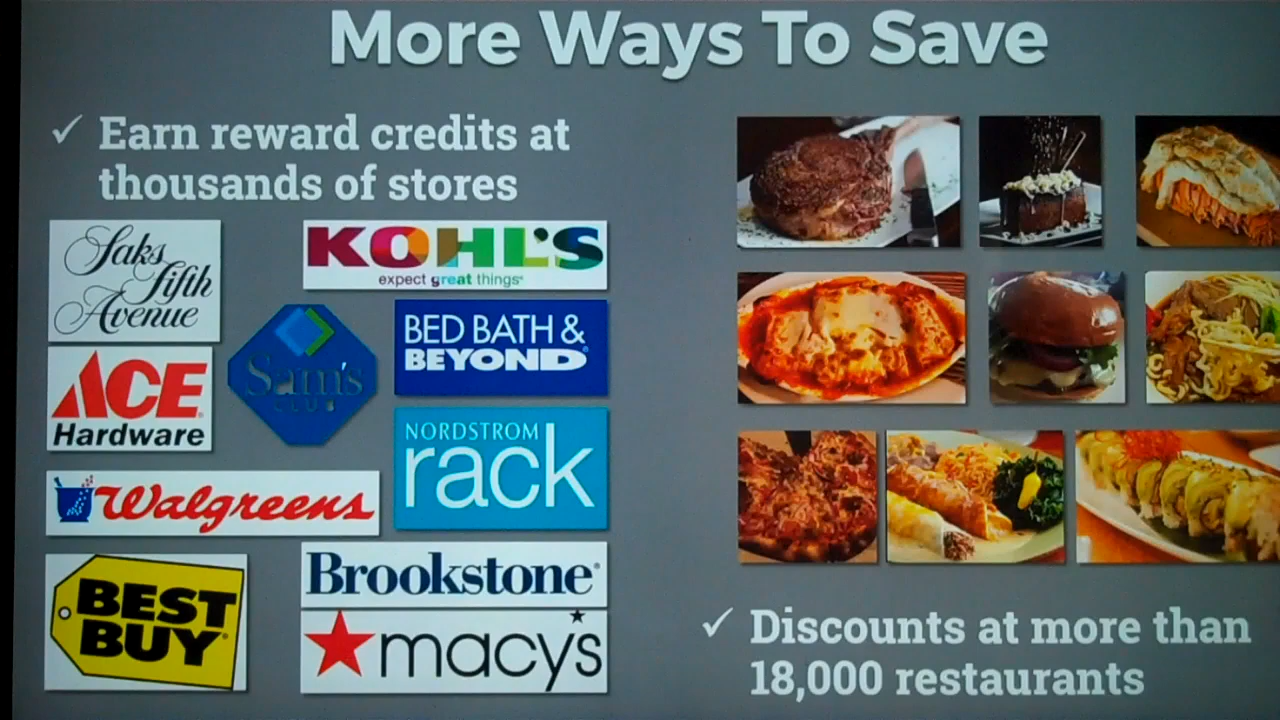 More Ways To Save
✓ Earn reward credits at
thousands of stores
Saks
Fifth
Avenue
KOHL'S
expect great things
ACE
Hardware
Sam's
CLUB
BED BATH &
BEYOND
NORDSTROM
rack
Walgreens
BEST
BUY
Brookstone
macy's
✓ Discounts at more than
18,000 restaurants